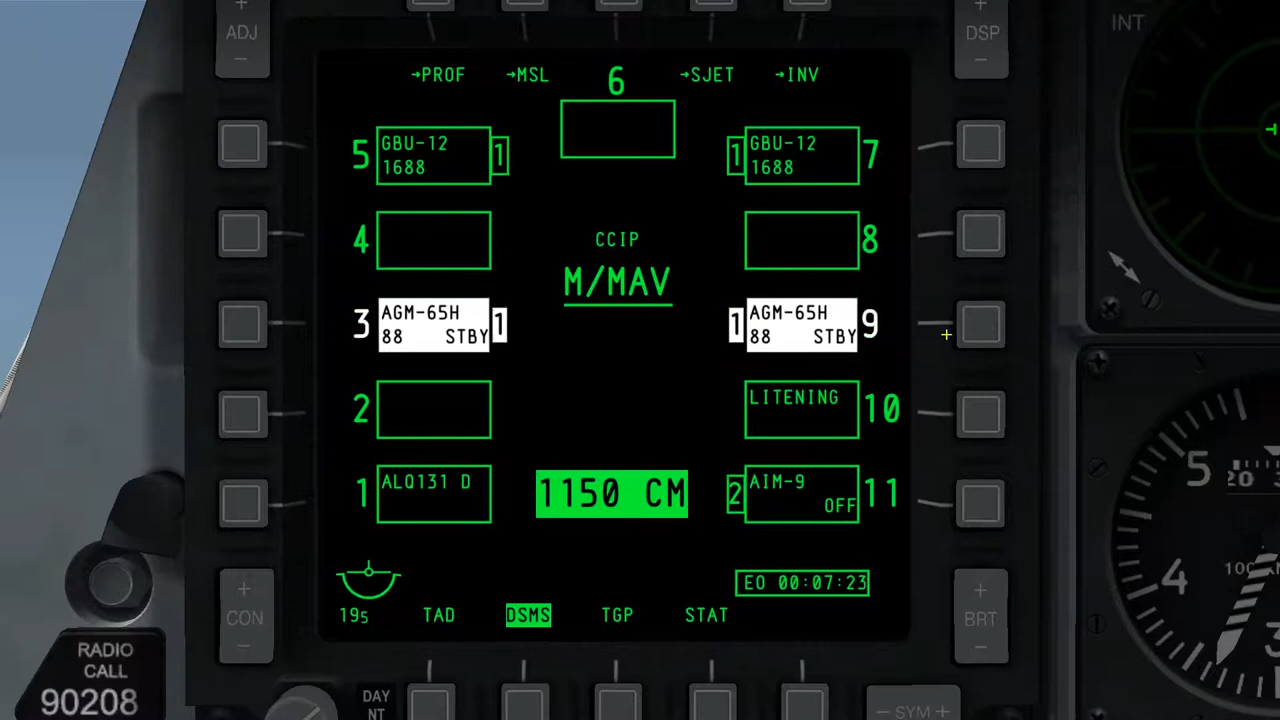 ADJ
DSP
INT
→PROF →MSL 6 →SJET →INV
5 GBU-12 1
1688
1 GBU-12 7
1688
4
8
CCIP
M/MAV
3 AGM-65H 1
88 STBY
1 AGM-65H 9
88 STBY
2
LITENING 10
1 ALQ131 D
1150 CM
2 AIM-9 11
OFF
EO 00:07:23
19s TAD DSMS TGP STAT
CON
BRT
RADIO
CALL
90208
DAY
NT
- SYM +
5
4
3